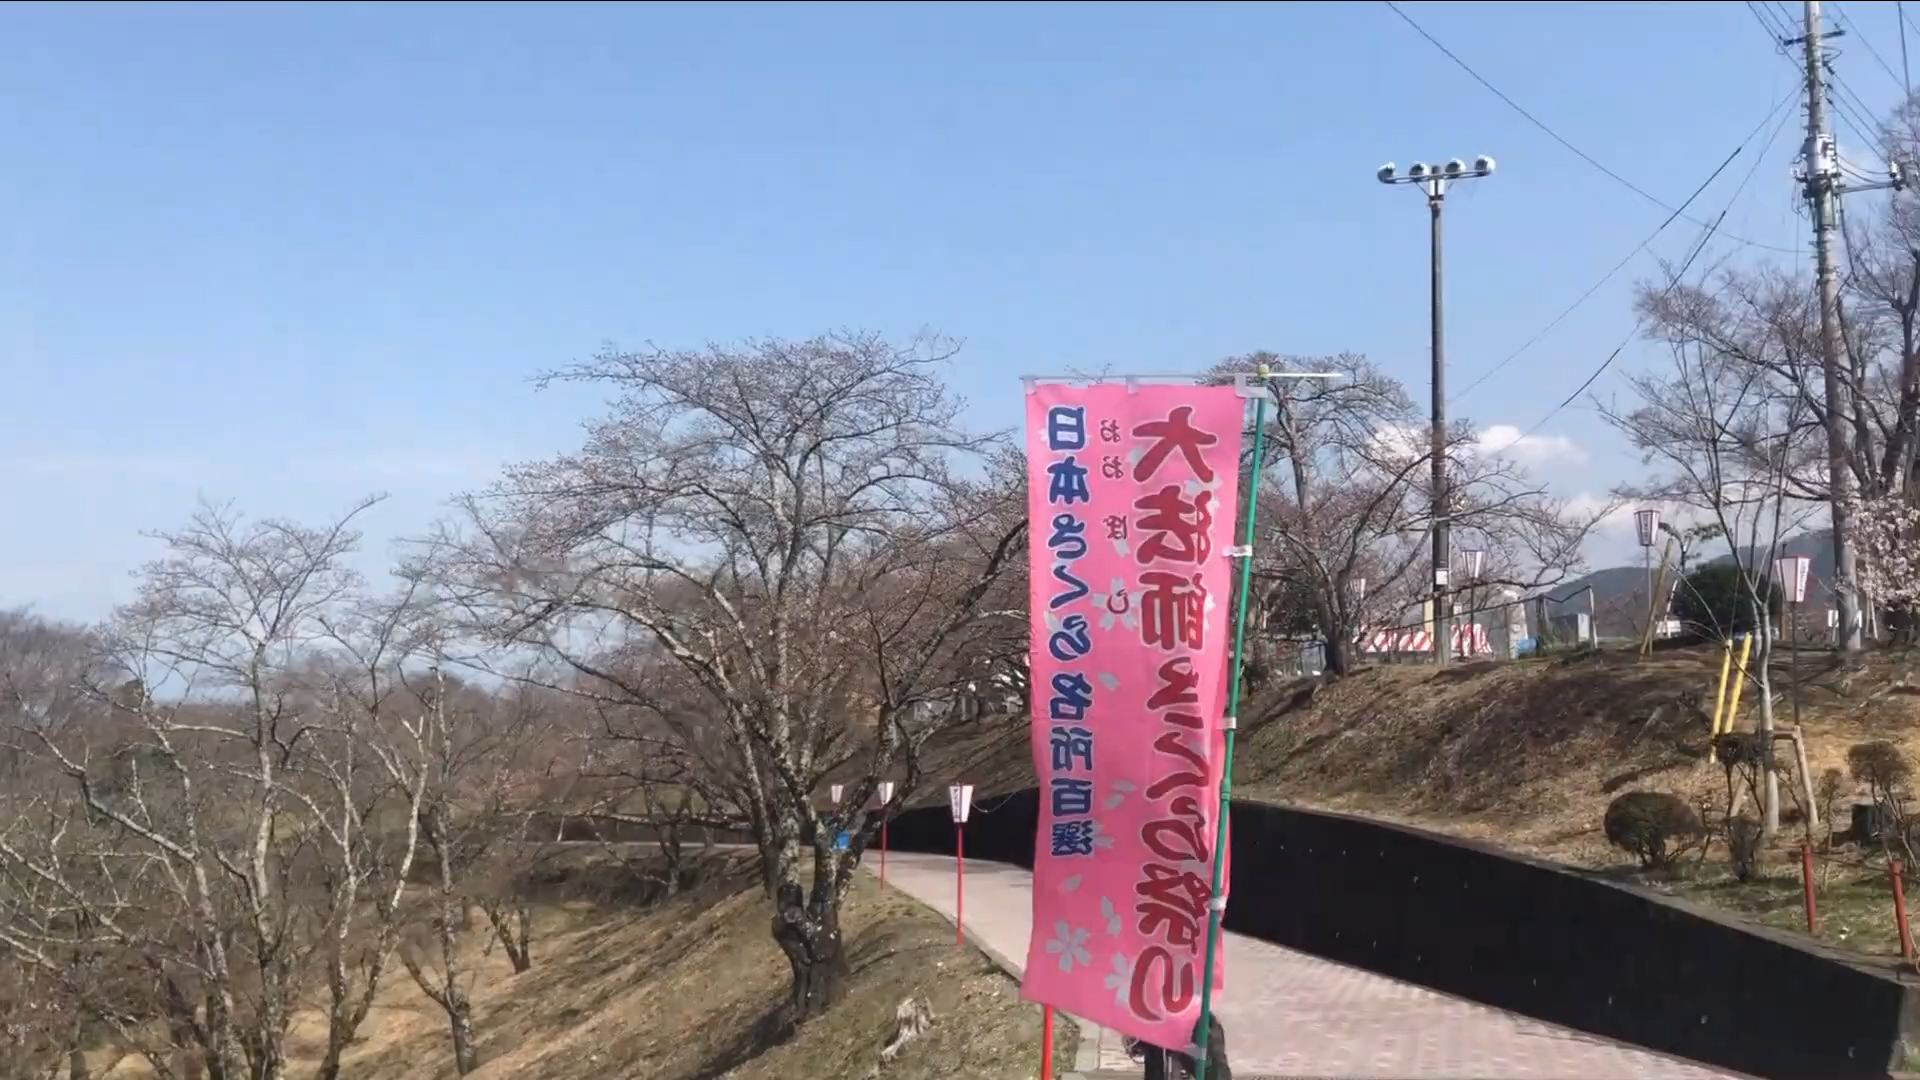 日本さくら名所百選
おおぼし
大法師さくら祭り